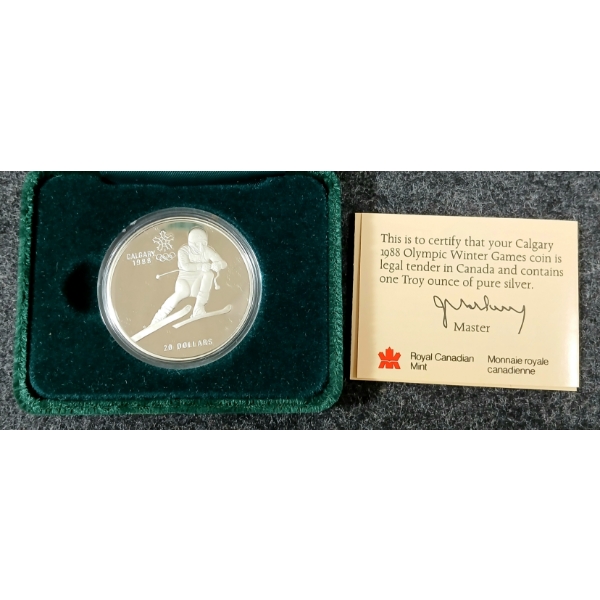 CALGARY
1988
20 DOLLARS
This is to certify that your Calgary
1988 Olympic Winter Games coin is
legal tender in Canada and contains
one Troy ounce of pure silver.
Master
Royal Canadian
Mint
Monnaie royale
canadienne